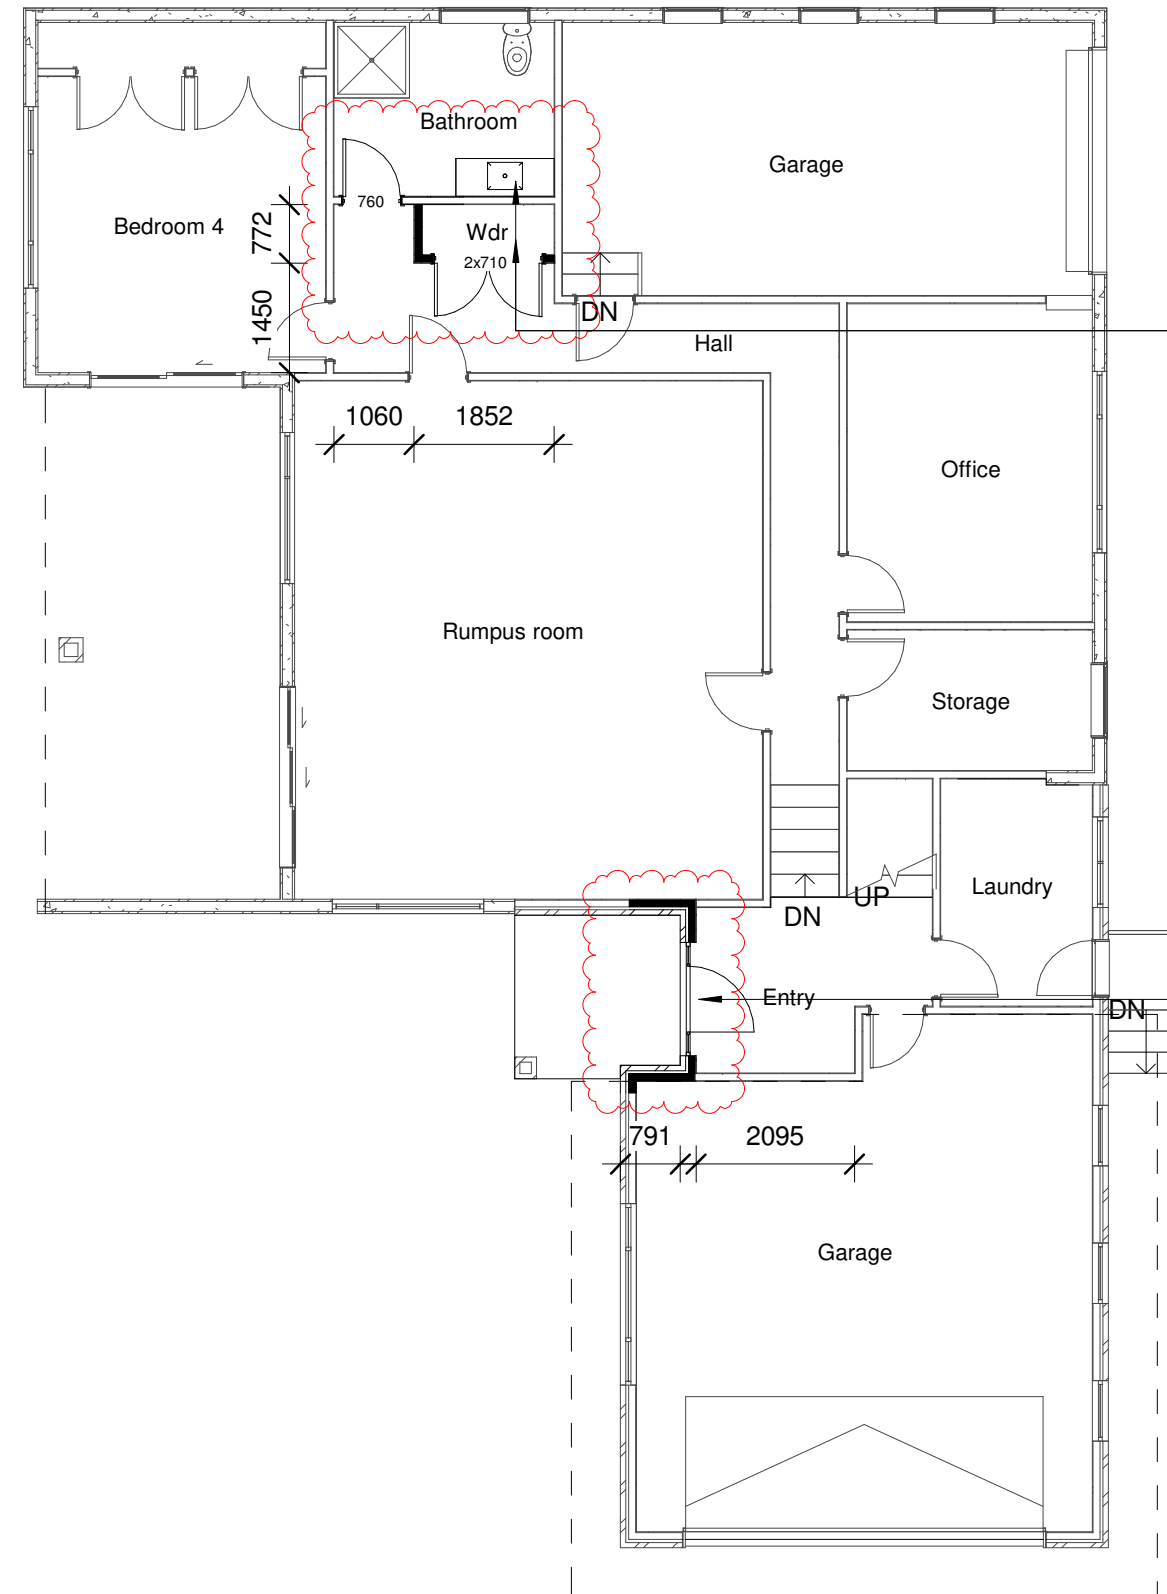 Bathroom
Garage
760
Bedroom 4
772
Wdr
2x710
1450
DN
Hall
1060
1852
Office
Rumpus room
Storage
Laundry
UP
DN
Entry
DN
791
2095
Garage